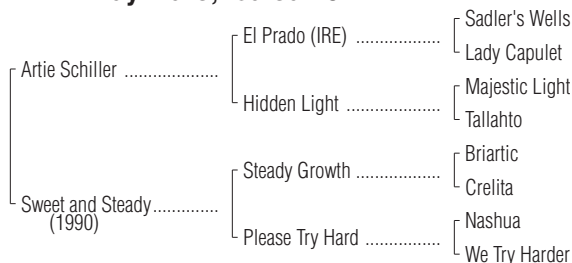 Sadler's Wells
El Prado (IRE) ..................
Lady Capulet
Artie Schiller ....................
Majestic Light
Hidden Light ....................
Tallahto
Briartic
Steady Growth .................
Crelita
Sweet and Steady..............
(1990)
Nashua
Please Try Hard ...............
We Try Harder